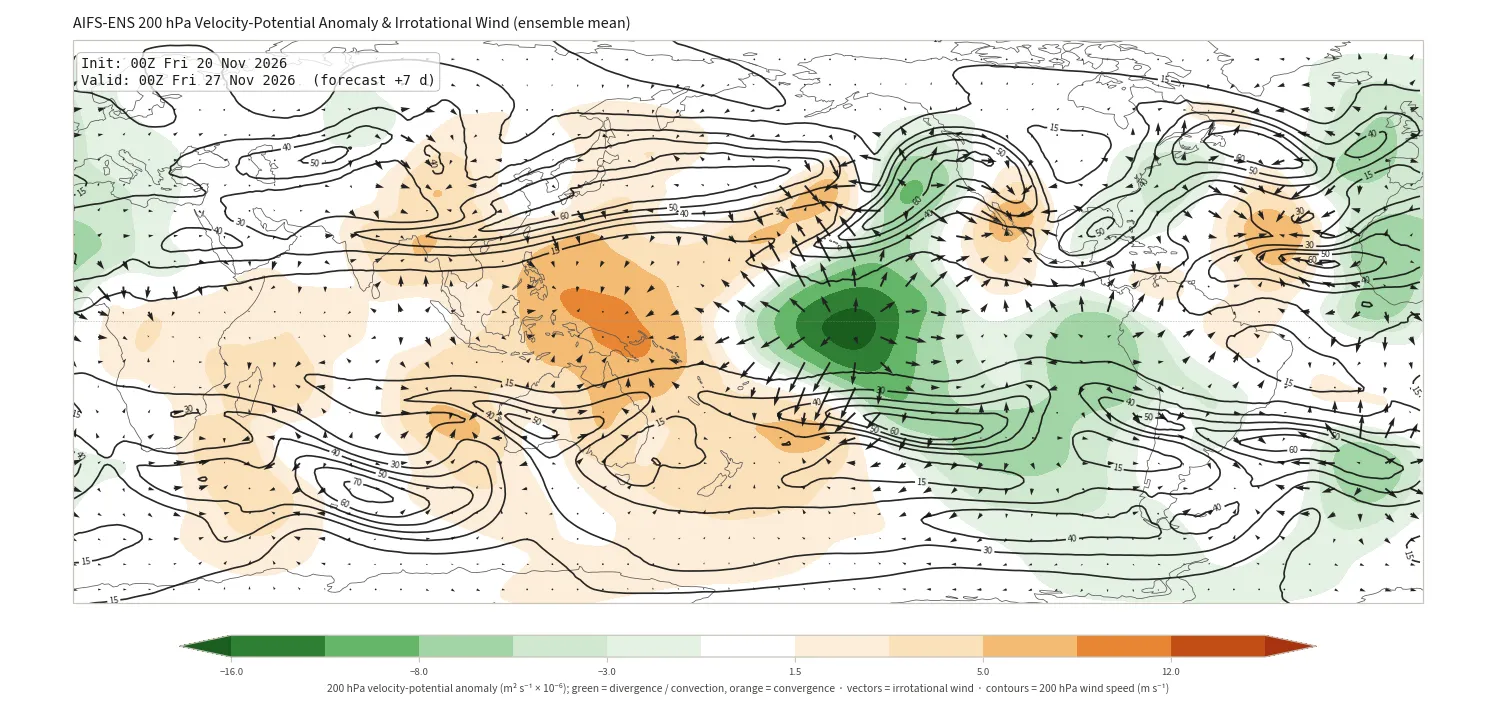 AIFS-ENS 200 hPa Velocity-Potential Anomaly & Irrotational Wind (ensemble mean)
Init: 00Z Fri 20 Nov 2026
Valid: 00Z Fri 27 Nov 2026 (forecast +7 d)
−16.0 −8.0 −3.0 1.5 5.0 12.0
200 hPa velocity-potential anomaly (m² s⁻¹ × 10⁻⁶); green = divergence / convection, orange = convergence · vectors = irrotational wind · contours = 200 hPa wind speed (m s⁻¹)